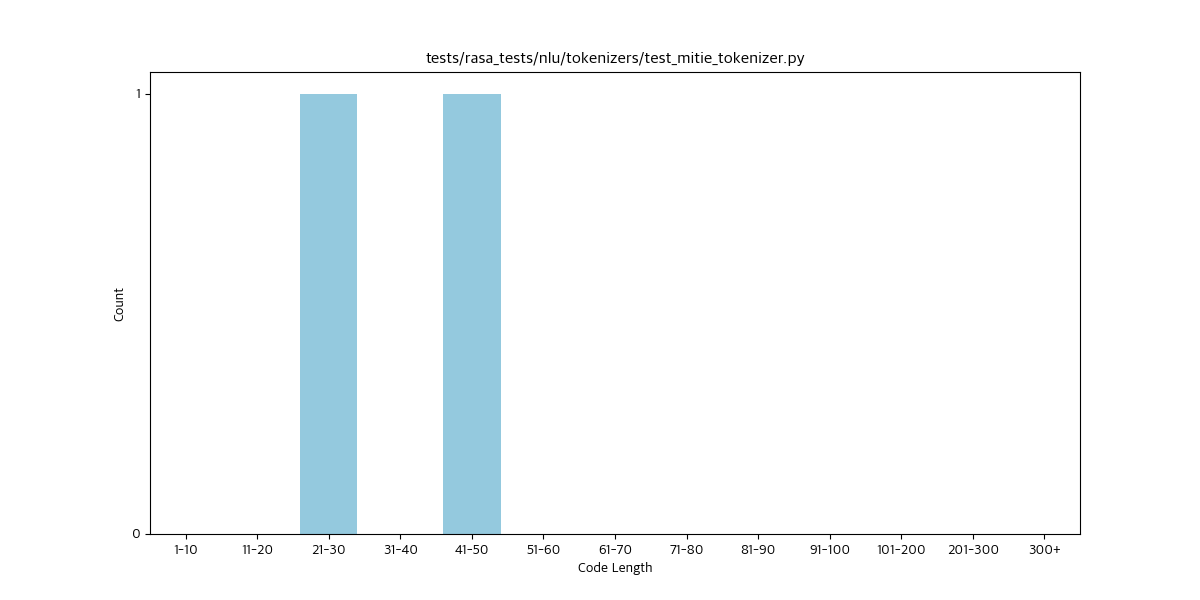 tests/rasa_tests/nlu/tokenizers/test_mitie_tokenizer.py
1
Count
0
1-10 11-20 21-30 31-40 41-50 51-60 61-70 71-80 81-90 91-100 101-200 201-300 300+
Code Length